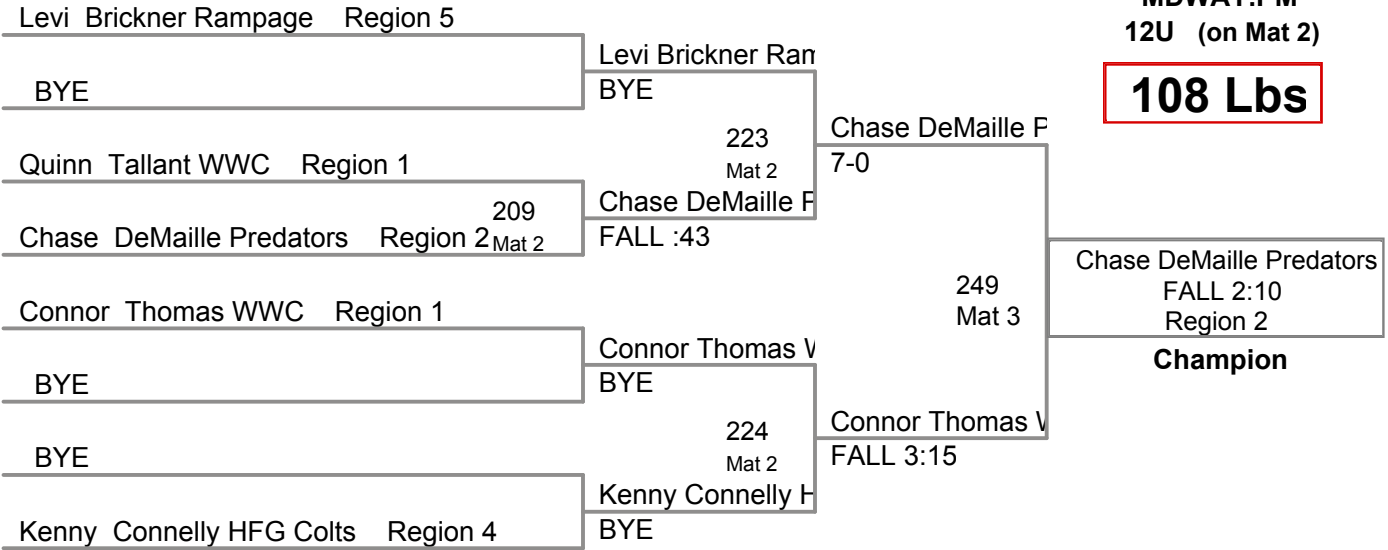 Levi Brickner Rampage Region 5
BYE
Quinn Tallant WWC Region 1
209
Chase DeMaille Predators Region 2 Mat 2
Connor Thomas WWC Region 1
BYE
BYE
Kenny Connelly HFG Colts Region 4
Levi Brickner Ram
BYE
223
Mat 2
Chase DeMaille P
FALL :43
Connor Thomas W
BYE
224
Mat 2
Kenny Connelly H
BYE
Chase DeMaille P
7-0
249
Mat 3
Connor Thomas W
FALL 3:15
12U (on Mat 2)
108 Lbs
Chase DeMaille Predators
FALL 2:10
Region 2
Champion